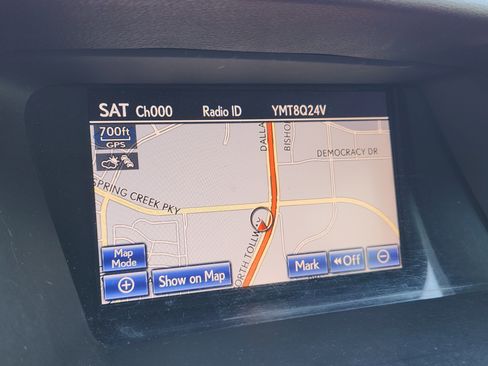 SAT Ch000 Radio ID YMT8Q24V
700ft
GPS
DALLA
BISHO
DEMOCRACY DR
SPRING CREEK PKY
ORTH TOLLW
Map
Mode
Show on Map
Mark
Off